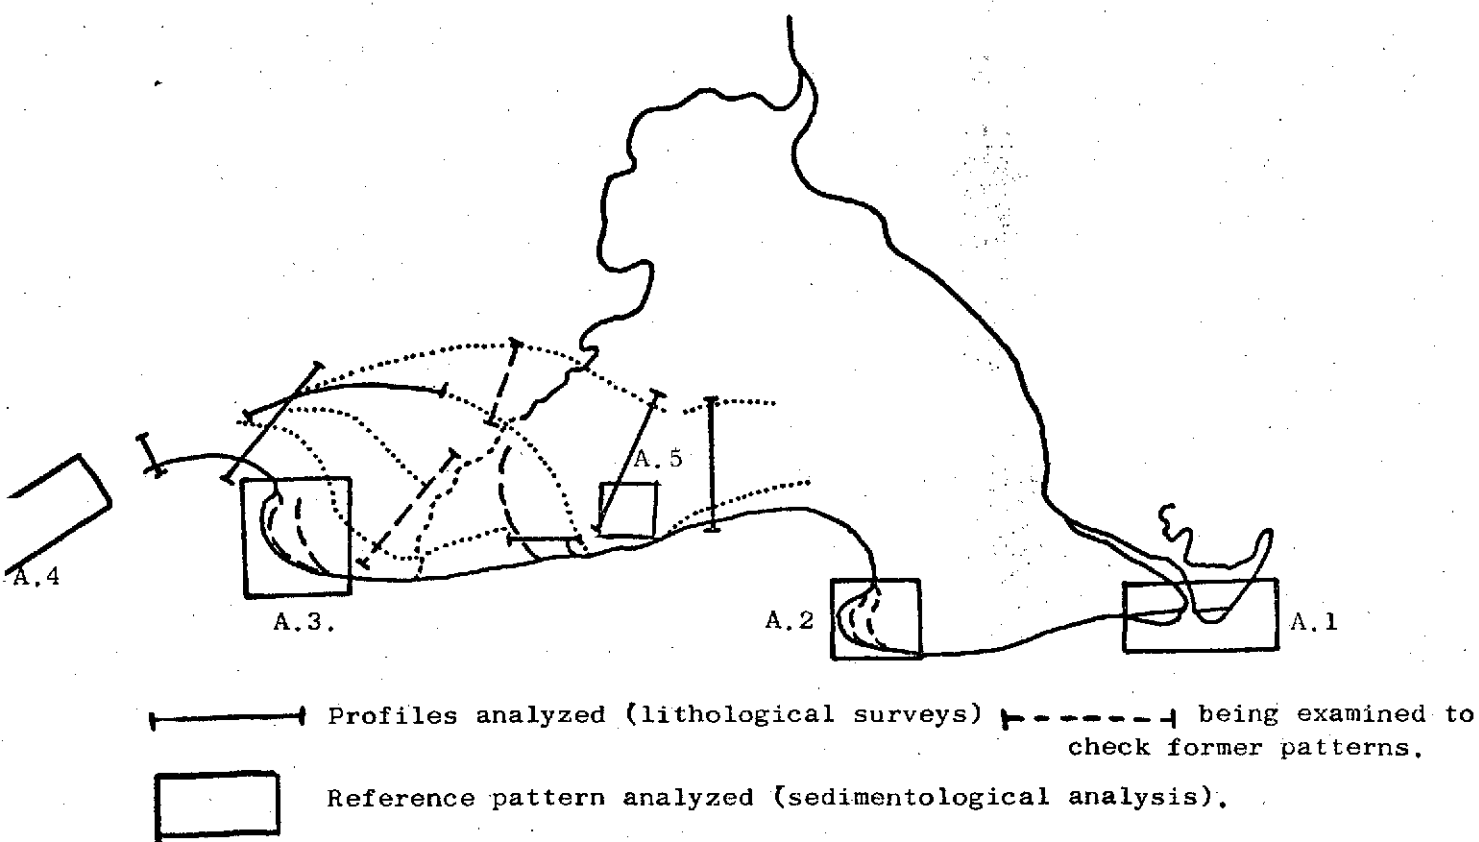 A.5
A.4
A.3.
A.2
A.1
Profiles analyzed (lithological surveys)
being examined to
check former patterns.
Reference pattern analyzed (sedimentological analysis).